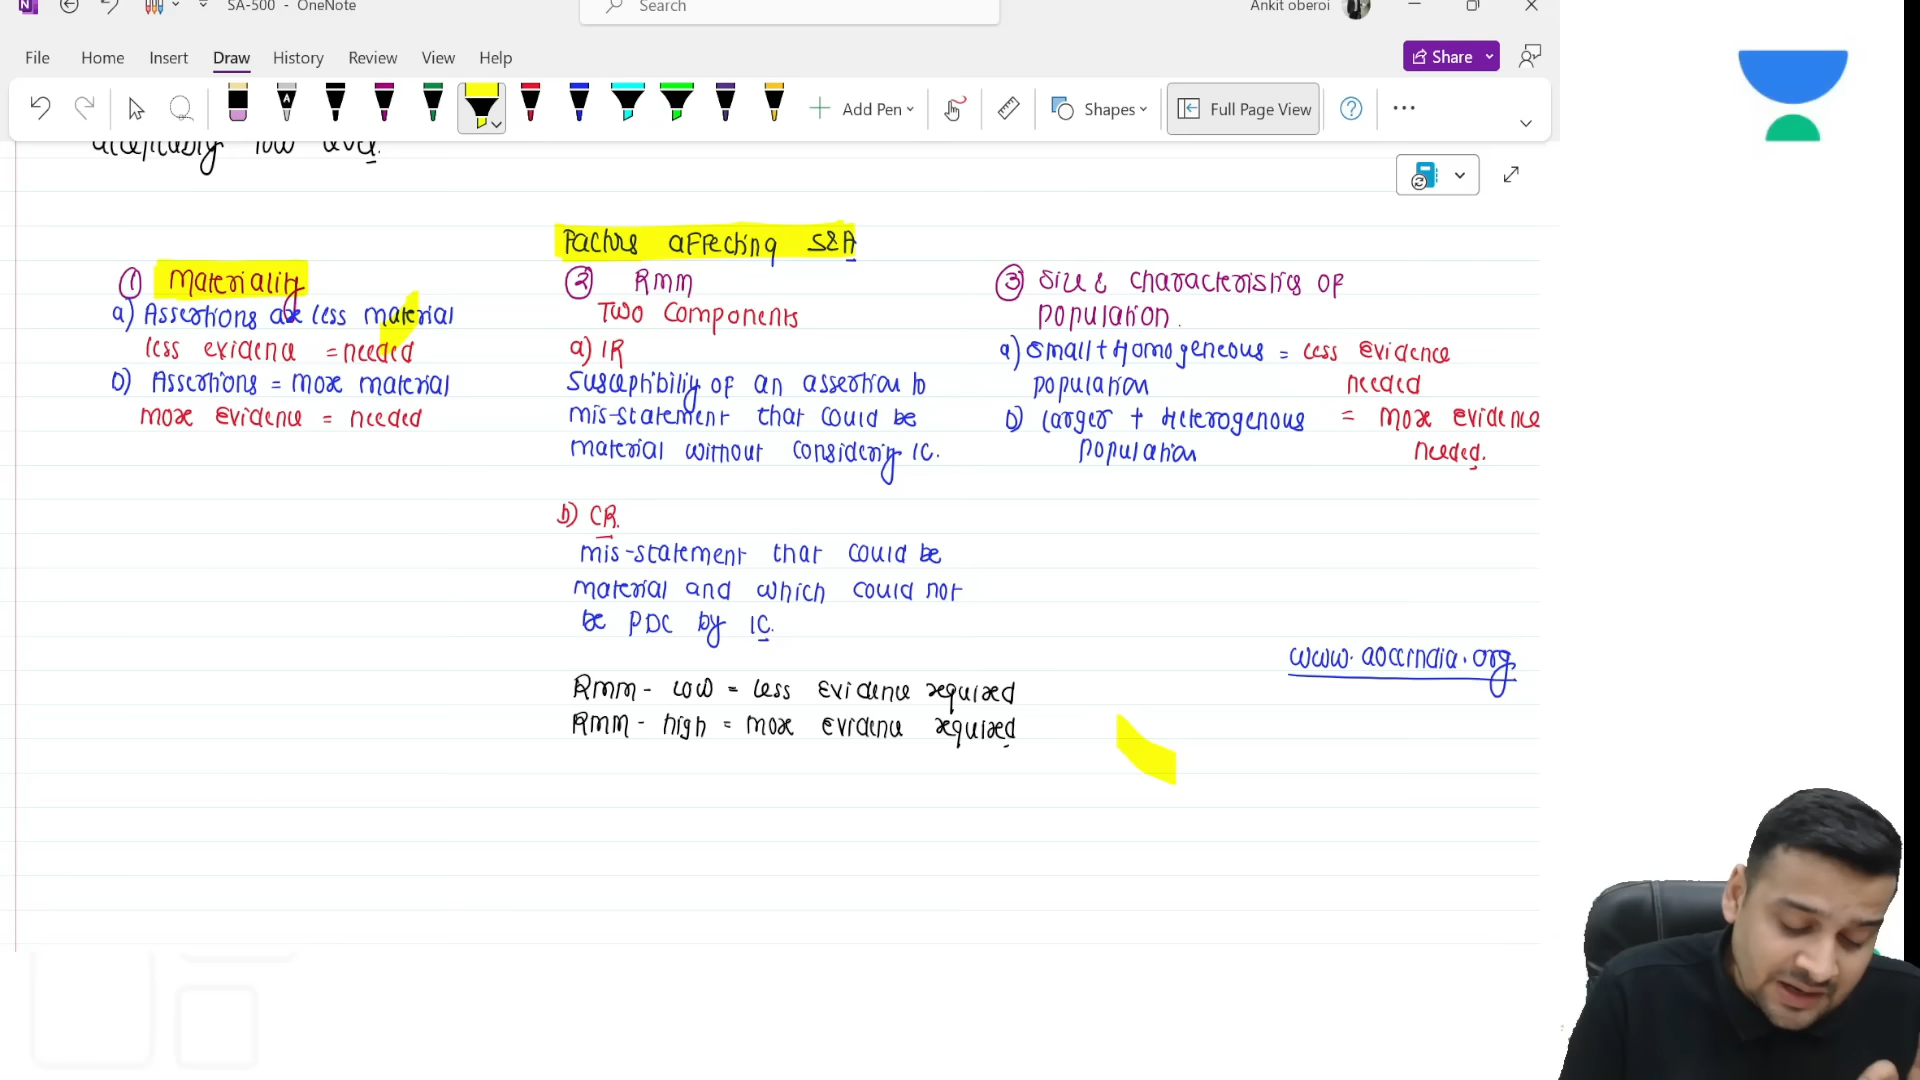 SA-500 - OneNote
Search
Ankit oberoi
File Home Insert Draw History Review View Help
Share
Add Pen
Shapes
Full Page View
acceptably low level.
Factors affecting S&A
① Materiality
a) Assertions are less material
less evidence = needed
b) Assertions = more material
more evidence = needed
② Rmm
Two Components
a) IR
Susceptibility of an assertion to
mis-statement that could be
material without considering IC.
b) CR.
mis-statement that could be
material and which could not
be PDC by IC.
Rmm - low = less evidence required
Rmm - high = more evidence required
③ Size & characteristics of
population.
a) Small + Homogeneous = less evidence
population needed
b) larger + Heterogenous = more evidence
population needed.
www.aoccindia.org